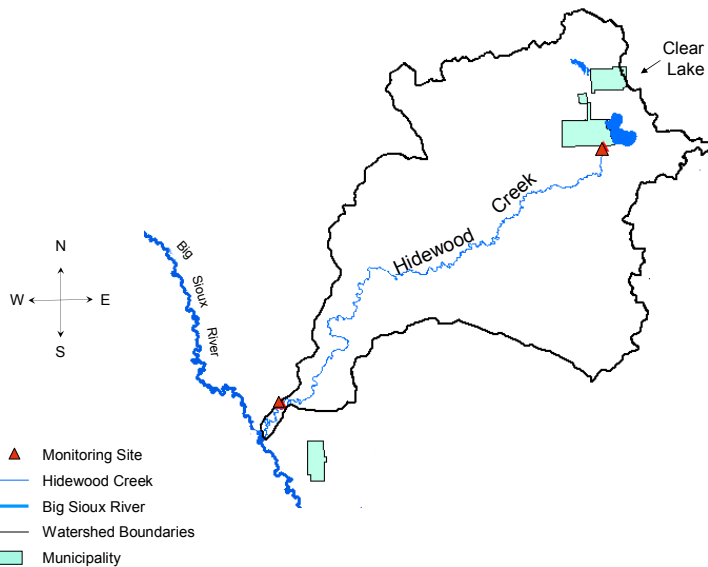 Clear
Lake
Hidewood Creek
Big Sioux River
N
W E
S
Monitoring Site
Hidewood Creek
Big Sioux River
Watershed Boundaries
Municipality